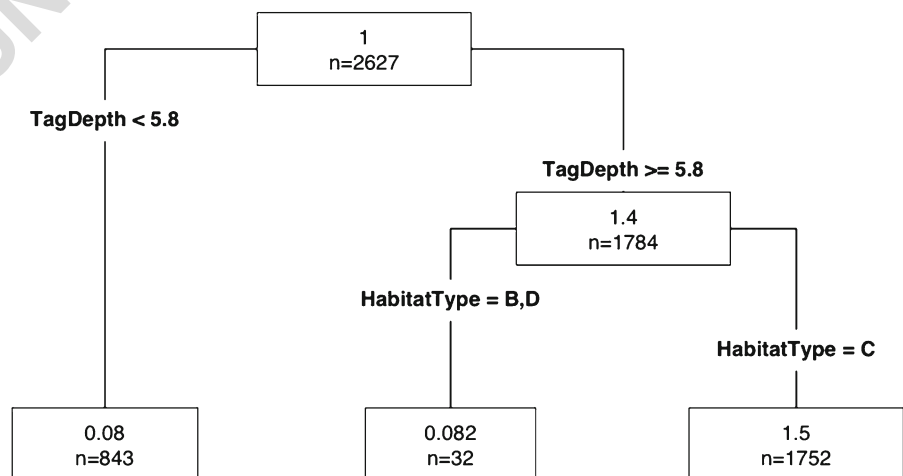 1
n=2627
TagDepth < 5.8
TagDepth >= 5.8
1.4
n=1784
HabitatType = B,D
HabitatType = C
0.08
n=843
0.082
n=32
1.5
n=1752